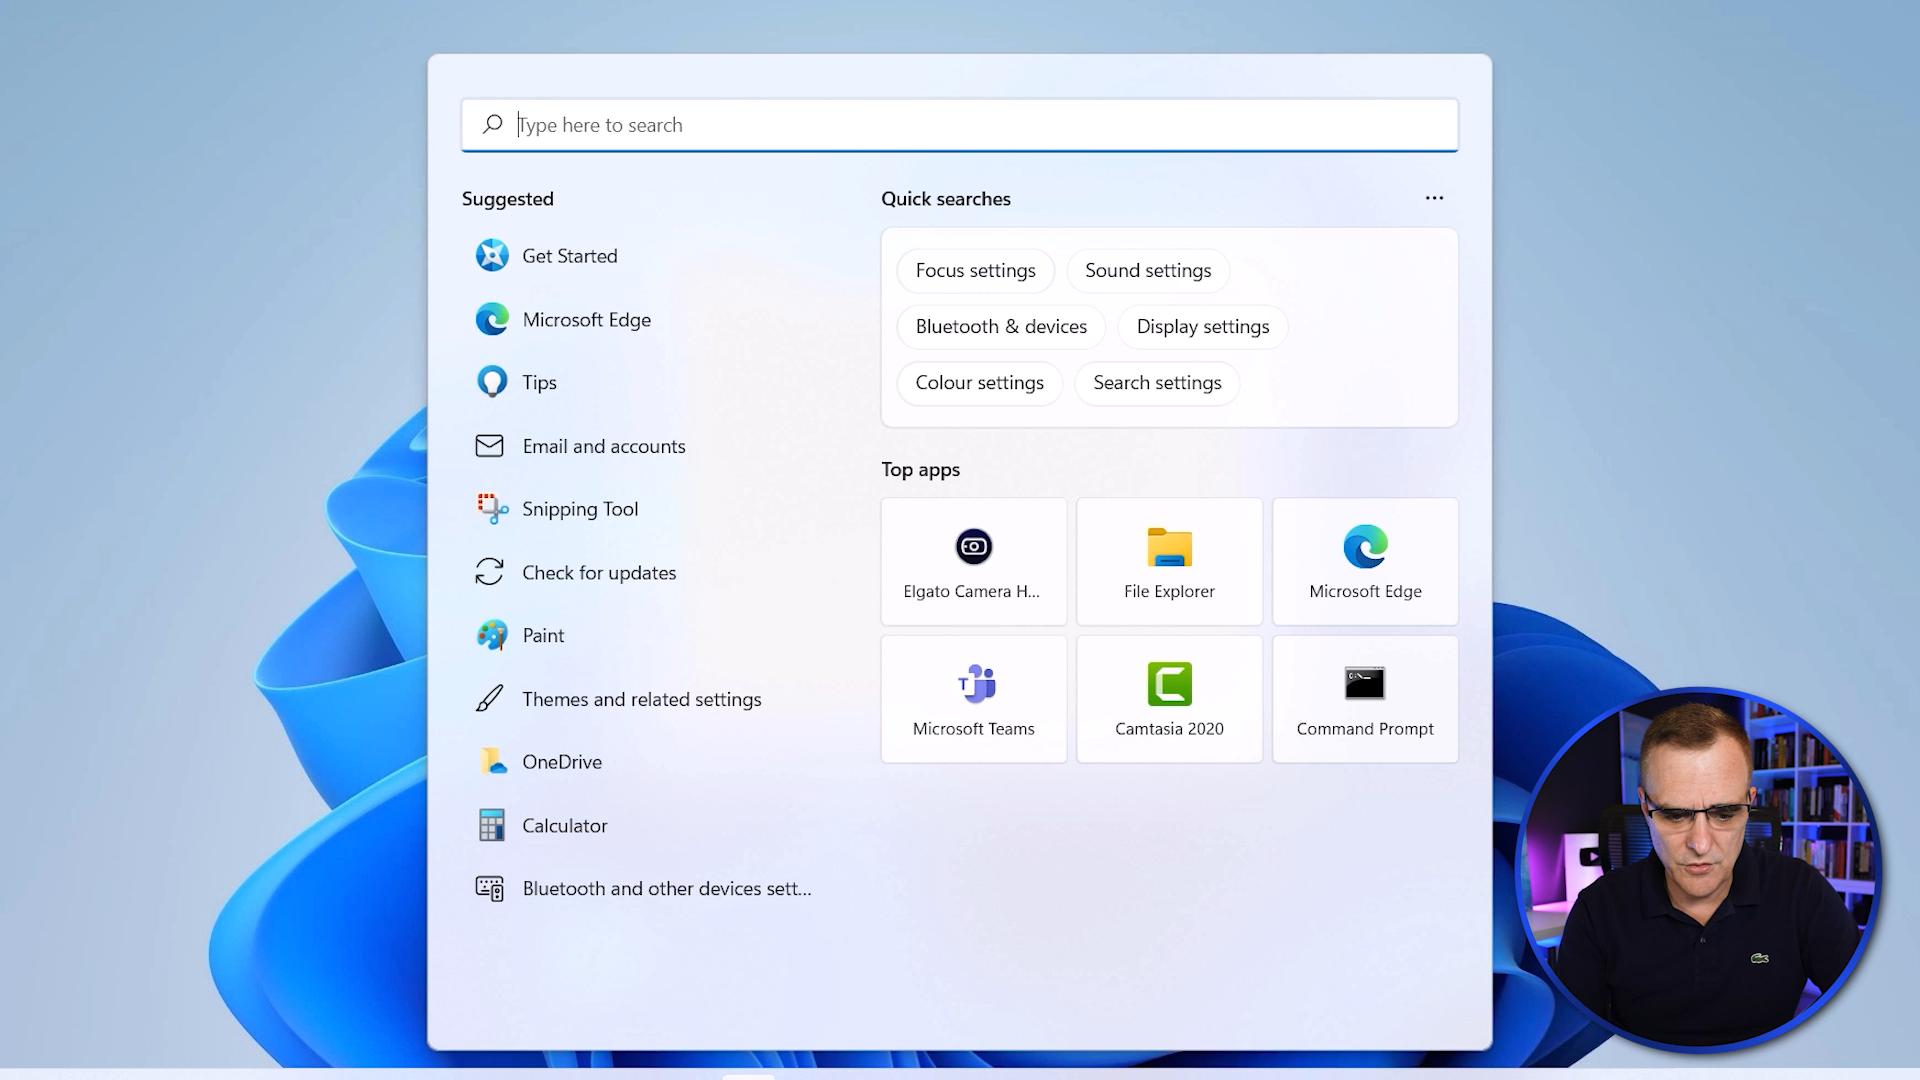 Type here to search
Suggested
Get Started
Microsoft Edge
Tips
Email and accounts
Snipping Tool
Check for updates
Paint
Themes and related settings
OneDrive
Calculator
Bluetooth and other devices sett...
Quick searches
Focus settings
Sound settings
Bluetooth & devices
Display settings
Colour settings
Search settings
Top apps
Elgato Camera H...
File Explorer
Microsoft Edge
T
Microsoft Teams
Camtasia 2020
C:\_
Command Prompt